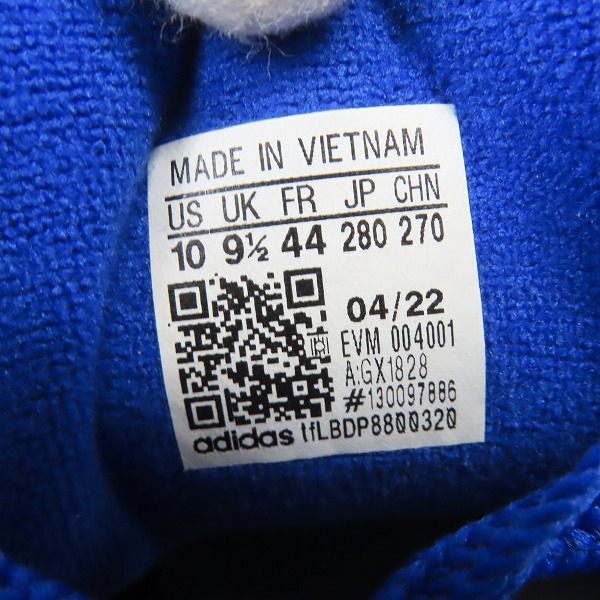 MADE IN VIETNAM
US UK FR JP CHN
10 9½ 44 280 270
04/22
EVM 004001
A:GX1828
#130097886
adidas tfLBDP8800320